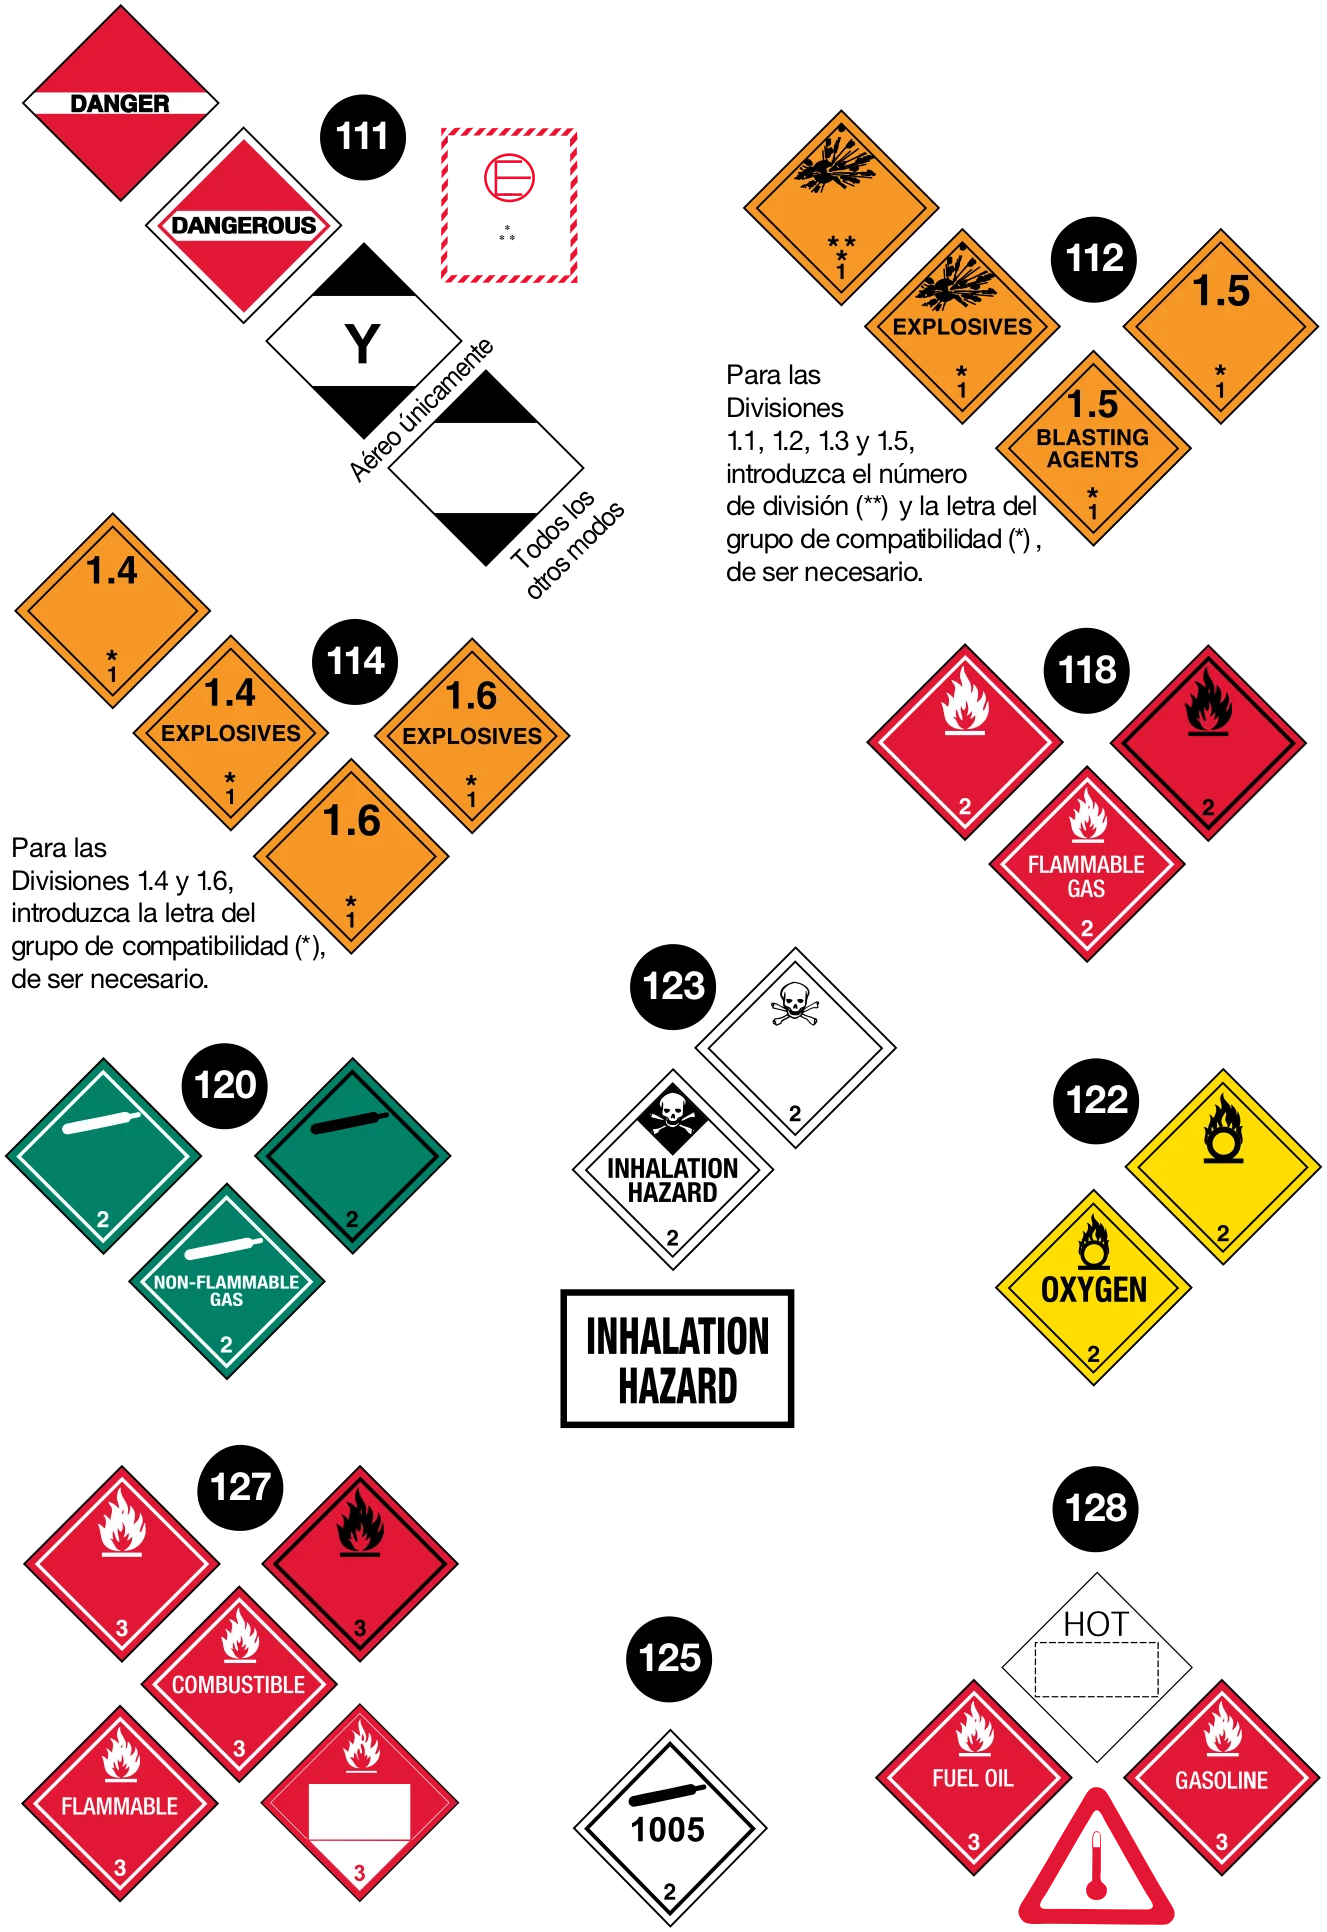 DANGER
111
DANGEROUS
E
*
* *
Y
Aéreo únicamente
Todos los
otros modos
* *
*
1
112
EXPLOSIVES
*
1
1.5
*
1
1.5
BLASTING
AGENTS
*
1
Para las
Divisiones
1.1, 1.2, 1.3 y 1.5,
introduzca el número
de división (**) y la letra del
grupo de compatibilidad (*) ,
de ser necesario.
1.4
*
1
114
1.4
EXPLOSIVES
*
1
1.6
EXPLOSIVES
*
1
1.6
*
1
Para las
Divisiones 1.4 y 1.6,
introduzca la letra del
grupo de compatibilidad (*),
de ser necesario.
118
2
2
FLAMMABLE
GAS
2
120
2
2
NON-FLAMMABLE
GAS
2
123
2
INHALATION
HAZARD
2
INHALATION
HAZARD
122
2
OXYGEN
2
127
3
3
COMBUSTIBLE
3
FLAMMABLE
3
3
125
1005
2
128
HOT
FUEL OIL
3
GASOLINE
3